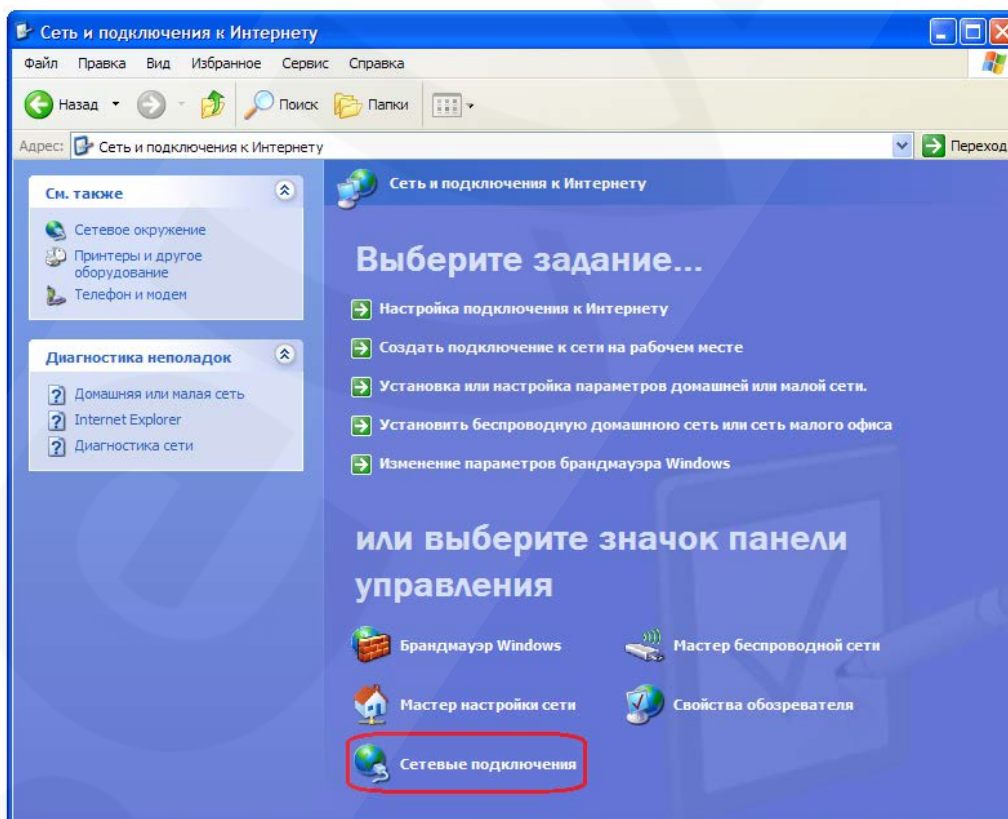 Сеть и подключения к Интернету
Файл Правка Вид Избранное Сервис Справка
Назад Поиск Папки
Адрес: Сеть и подключения к Интернету Переход
См. также
Сетевое окружение
Принтеры и другое
оборудование
Телефон и модем
Диагностика неполадок
Домашняя или малая сеть
Internet Explorer
Диагностика сети
Сеть и подключения к Интернету
Выберите задание...
Настройка подключения к Интернету
Создать подключение к сети на рабочем месте
Установка или настройка параметров домашней или малой сети.
Установить беспроводную домашнюю сеть или сеть малого офиса
Изменение параметров брандмауэра Windows
или выберите значок панели
управления
Брандмауэр Windows
Мастер беспроводной сети
Мастер настройки сети
Свойства обозревателя
Сетевые подключения